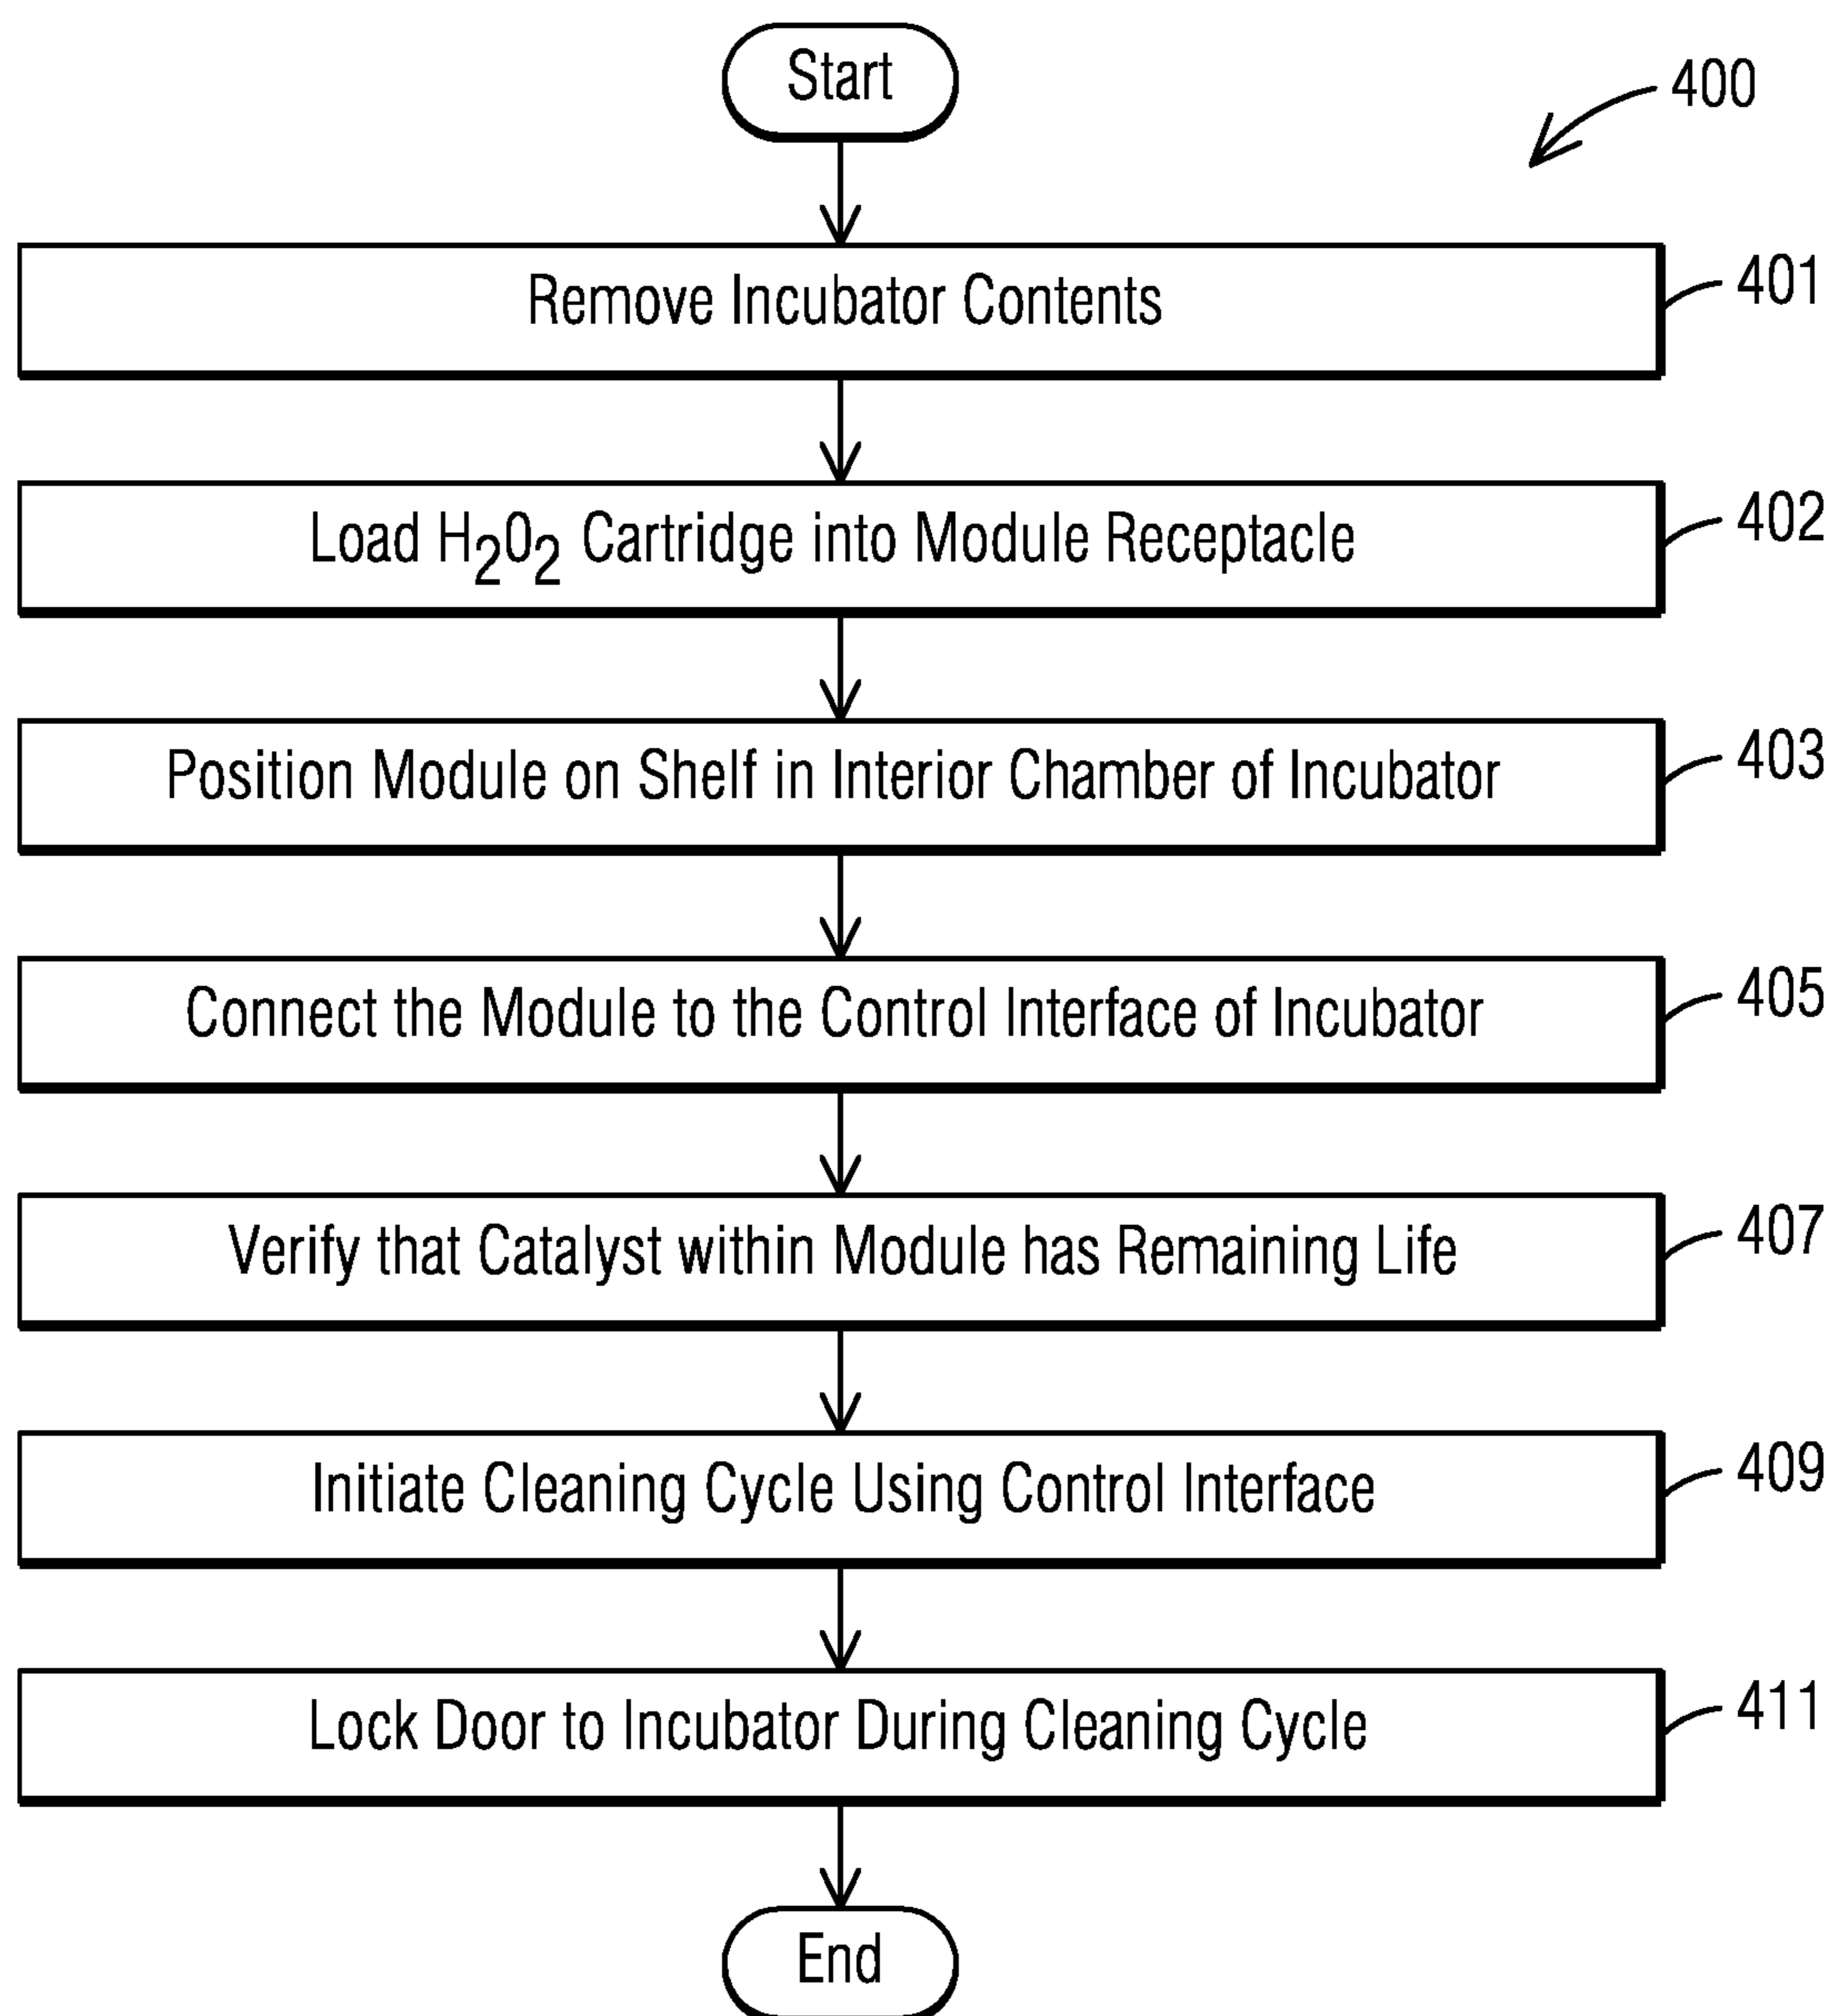 Start
400
Remove Incubator Contents
401
Load H2O2 Cartridge into Module Receptacle
402
Position Module on Shelf in Interior Chamber of Incubator
403
Connect the Module to the Control Interface of Incubator
405
Verify that Catalyst within Module has Remaining Life
407
Initiate Cleaning Cycle Using Control Interface
409
Lock Door to Incubator During Cleaning Cycle
411
End